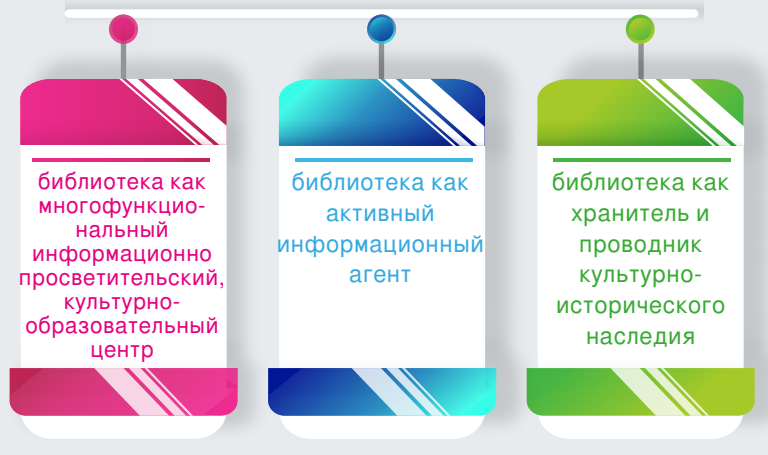 библиотека как
многофункцио-
нальный
информационно
просветительский,
культурно-
образовательный
центр
библиотека как
активный
информационный
агент
библиотека как
хранитель и
проводник
культурно-
исторического
наследия